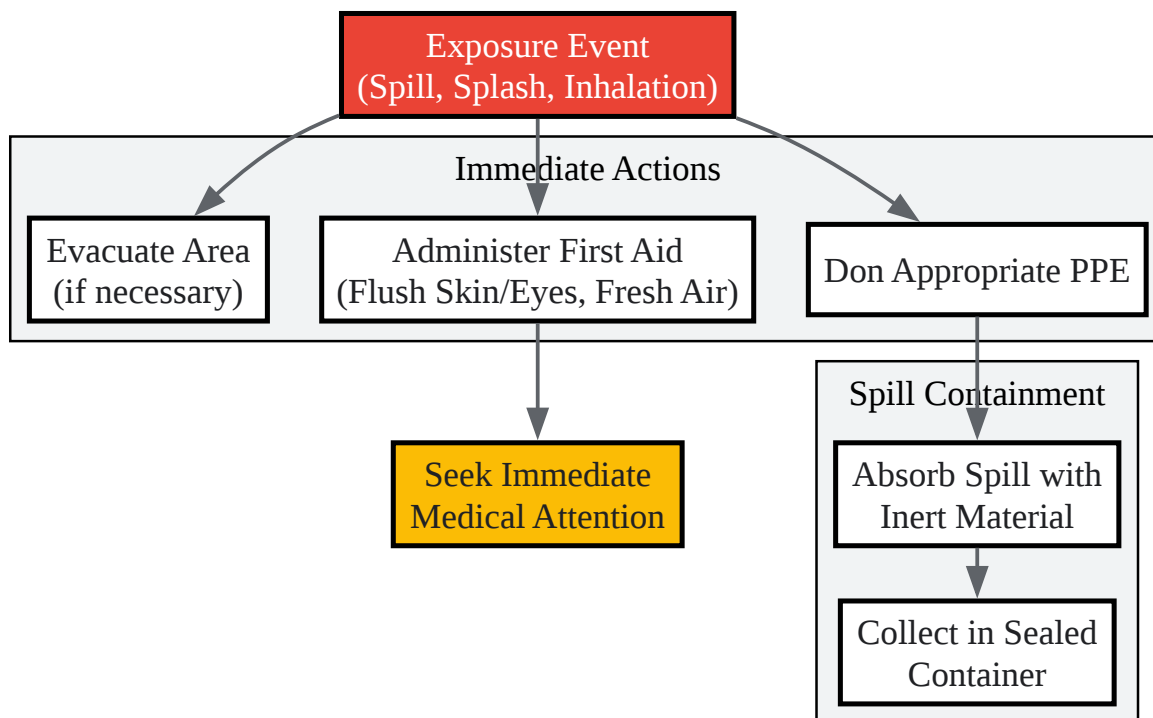 Exposure Event
(Spill, Splash, Inhalation)
Immediate Actions
Evacuate Area
(if necessary)
Administer First Aid
(Flush Skin/Eyes, Fresh Air)
Don Appropriate PPE
Seek Immediate
Medical Attention
Spill Containment
Absorb Spill with
Inert Material
Collect in Sealed
Container